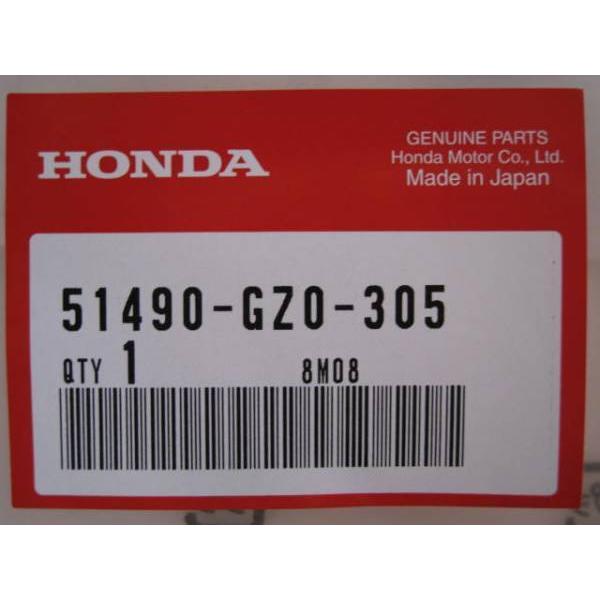 HONDA
GENUINE PARTS
Honda Motor Co., Ltd.
Made in Japan
51490-GZ0-305
QTY 1 8M08